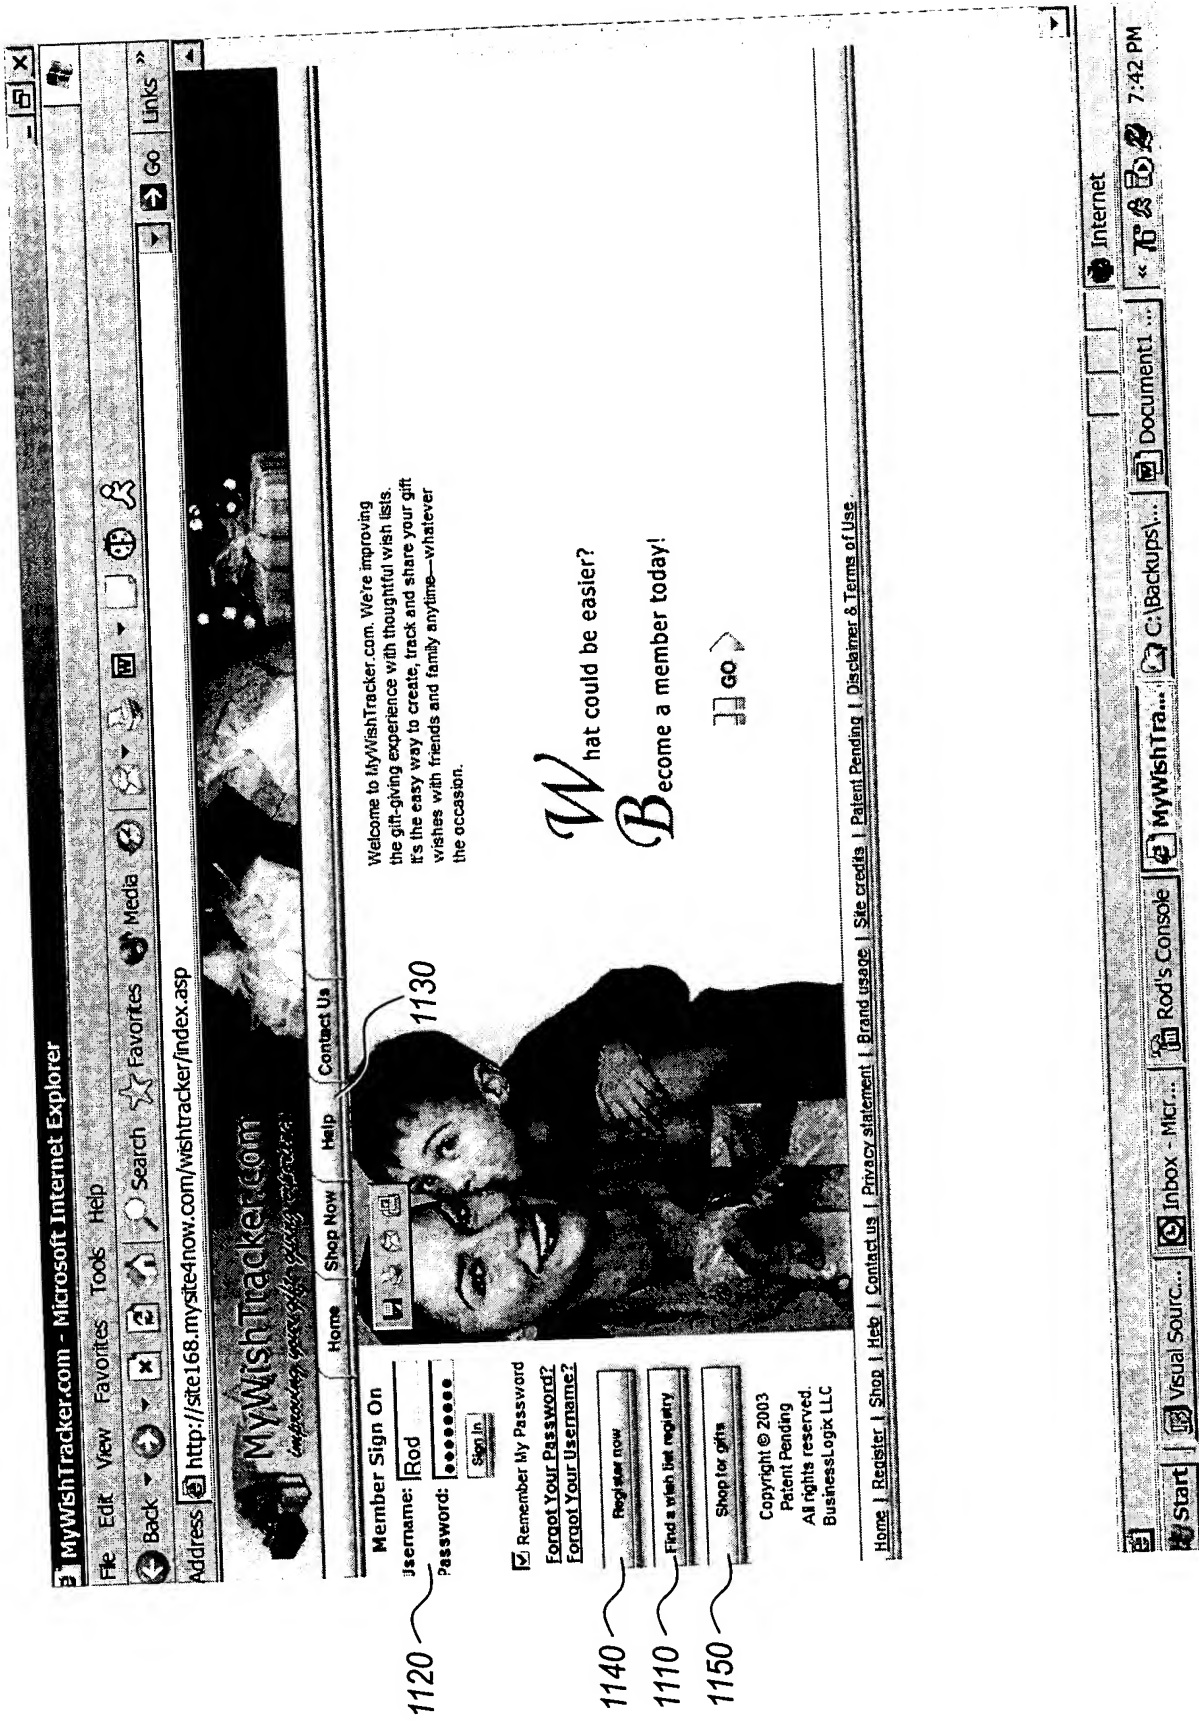 MyWishTracker.com - Microsoft Internet Explorer
File Edit View Favorites Tools Help
Back Search Favorites Media
Address http://site168.mysite4now.com/wishtracker/index.asp Go Links »
MyWishTracker.com
improving your gift-giving experience
Home Shop Now Help Contact Us
1130
Member Sign On
Username: Rod
Password: ●●●●●●●●
1120
Sign In
Remember My Password
Forgot Your Password?
Forgot Your Username?
1140
Register now
1110
Find a wish list registry
1150
Shop for gifts
Copyright © 2003
Patent Pending
All rights reserved.
BusinessLogix LLC
Welcome to MyWishTracker.com. We're improving
the gift-giving experience with thoughtful wish lists.
It's the easy way to create, track and share your gift
wishes with friends and family anytime—whatever
the occasion.
What could be easier?
Become a member today!
GO
Home | Register | Shop | Help | Contact us | Privacy statement | Brand usage | Site credits | Patent Pending | Disclaimer & Terms of Use
Internet
Start Visual Sourc... Inbox - Micr... Rod's Console MyWishTra... C:\Backups\... Document1 ... « 7:42 PM